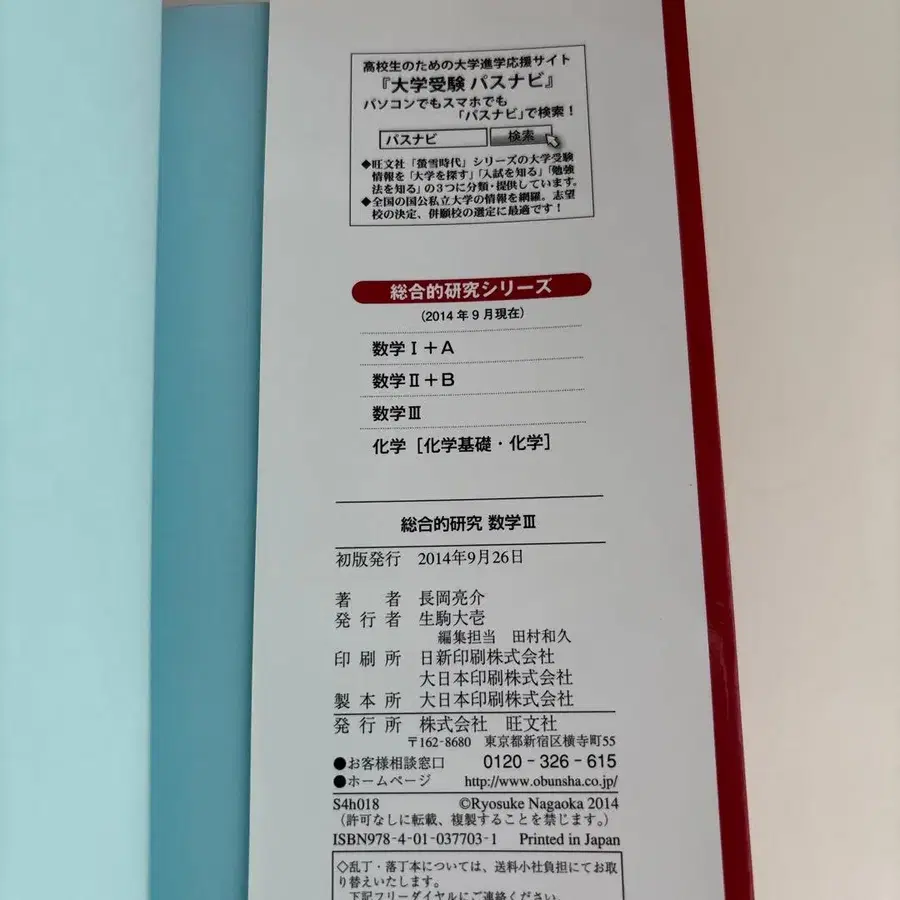 高校生のための大学進学応援サイト
『大学受験 パスナビ』
パソコンでもスマホでも
「パスナビ」で検索！
パスナビ 検索
◆旺文社「螢雪時代」シリーズの大学受験
情報を「大学を探す」「入試を知る」「勉強
法を知る」の3つに分類・提供しています。
◆全国の国公私立大学の情報を網羅。志望
校の決定、併願校の選定に最適です！
総合的研究シリーズ
（2014年9月現在）
数学Ⅰ＋A
数学Ⅱ＋B
数学Ⅲ
化学［化学基礎・化学］
総合的研究 数学Ⅲ
初版発行 2014年9月26日
著者 長岡亮介
発行者 生駒大壱
編集担当 田村和久
印刷所 日新印刷株式会社
大日本印刷株式会社
製本所 大日本印刷株式会社
発行所 株式会社 旺文社
〒162-8680 東京都新宿区横寺町55
●お客様相談窓口 0120-326-615
●ホームページ http://www.obunsha.co.jp/
S4h018 ©Ryosuke Nagaoka 2014
（許可なしに転載、複製することを禁じます。）
ISBN978-4-01-037703-1 Printed in Japan
◇乱丁・落丁本については、送料小社負担にてお取
り替えいたします。
下記フリーダイヤルにご連絡ください。